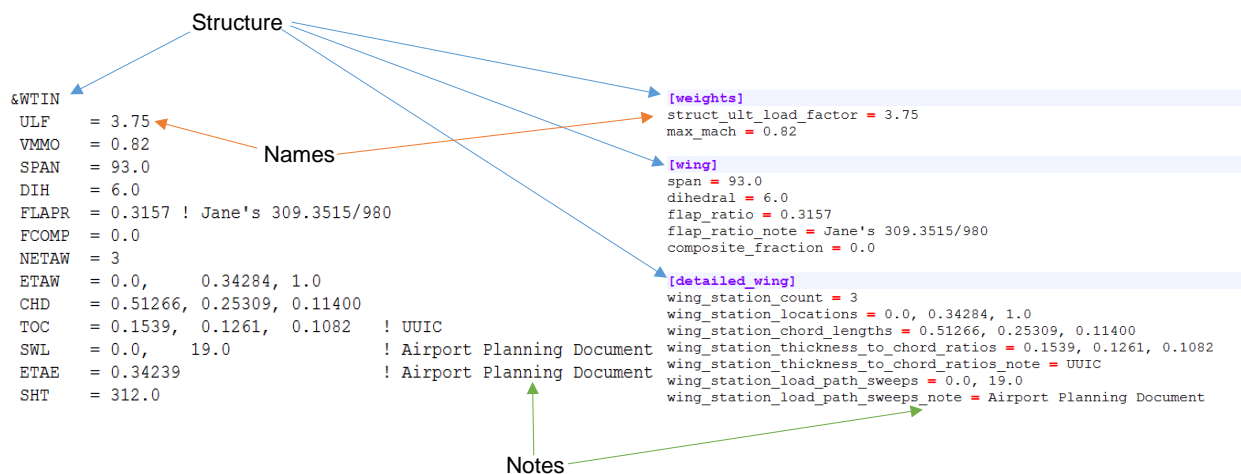 Structure
&WTIN
ULF = 3.75
VMMO = 0.82
SPAN = 93.0
DIH = 6.0
FLAPR = 0.3157 ! Jane's 309.3515/980
FCOMP = 0.0
NETAW = 3
ETAW = 0.0, 0.34284, 1.0
CHD = 0.51266, 0.25309, 0.11400
TOC = 0.1539, 0.1261, 0.1082 ! UUIC
SWL = 0.0, 19.0 ! Airport Planning Document
ETAE = 0.34239 ! Airport Planning Document
SHT = 312.0
Names
[weights]
struct_ult_load_factor = 3.75
max_mach = 0.82
[wing]
span = 93.0
dihedral = 6.0
flap_ratio = 0.3157
flap_ratio_note = Jane's 309.3515/980
composite_fraction = 0.0
[detailed_wing]
wing_station_count = 3
wing_station_locations = 0.0, 0.34284, 1.0
wing_station_chord_lengths = 0.51266, 0.25309, 0.11400
wing_station_thickness_to_chord_ratios = 0.1539, 0.1261, 0.1082
wing_station_thickness_to_chord_ratios_note = UUIC
wing_station_load_path_sweeps = 0.0, 19.0
wing_station_load_path_sweeps_note = Airport Planning Document
Notes